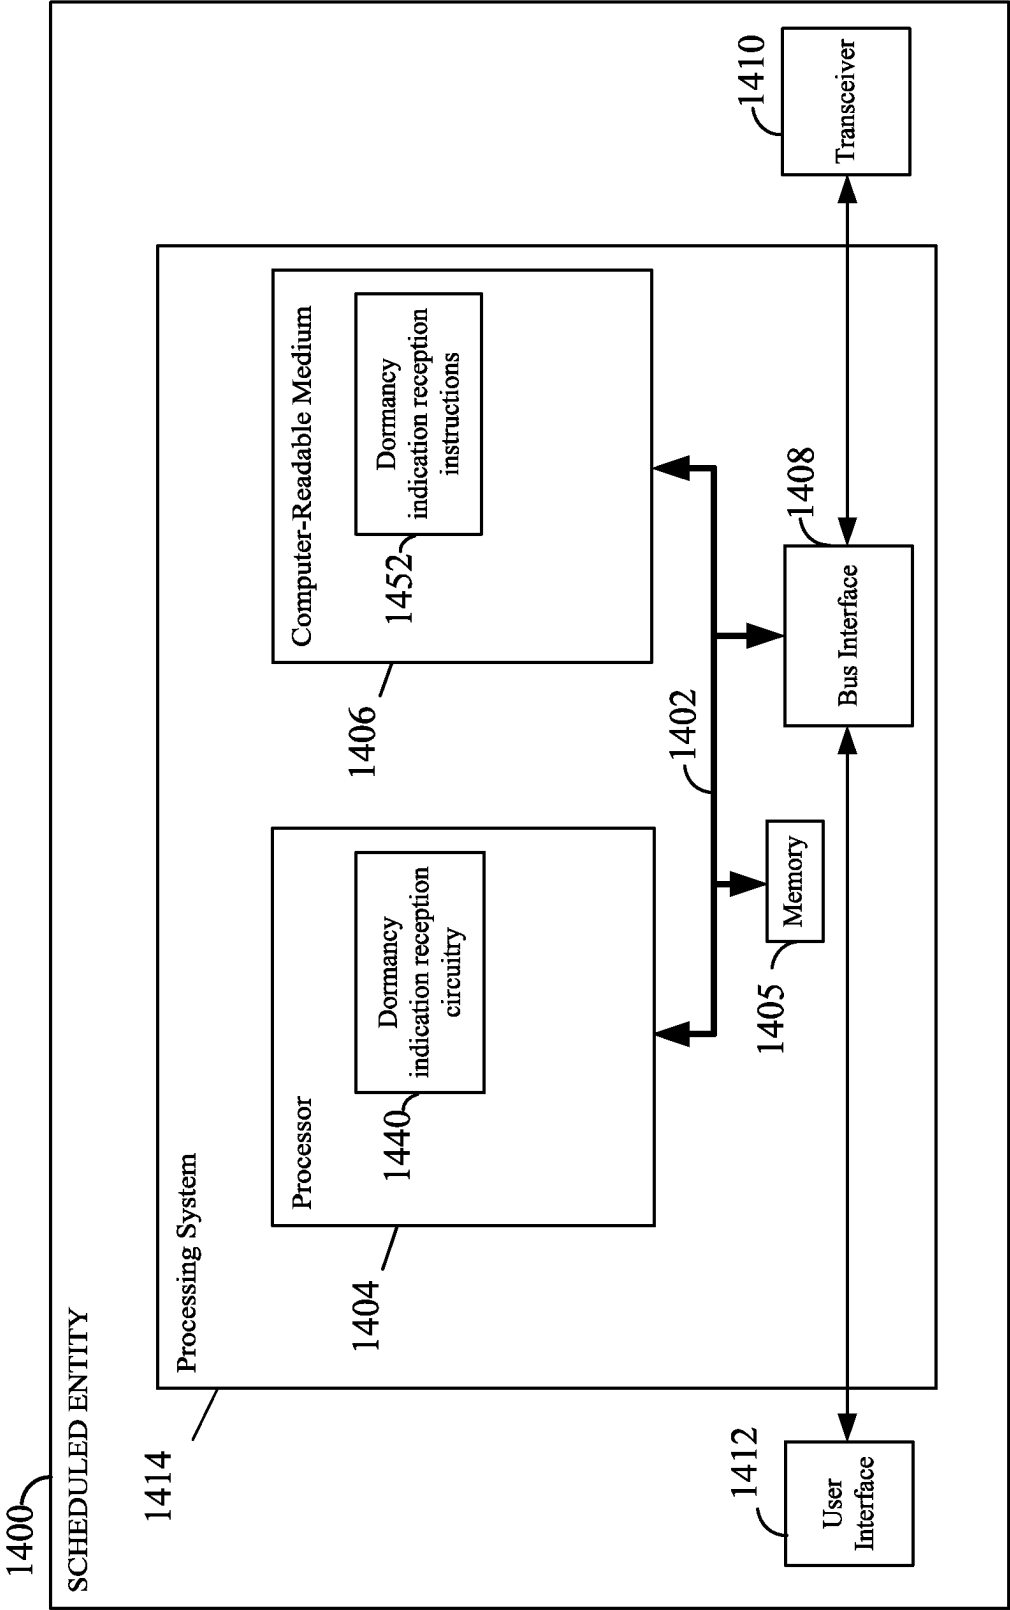 1400
SCHEDULED ENTITY
1414
Processing System
1404
Processor
1440
Dormancy
indication reception
circuitry
1406
Computer-Readable Medium
1452
Dormancy
indication reception
instructions
1402
1405
Memory
1408
Bus Interface
1412
User
Interface
1410
Transceiver